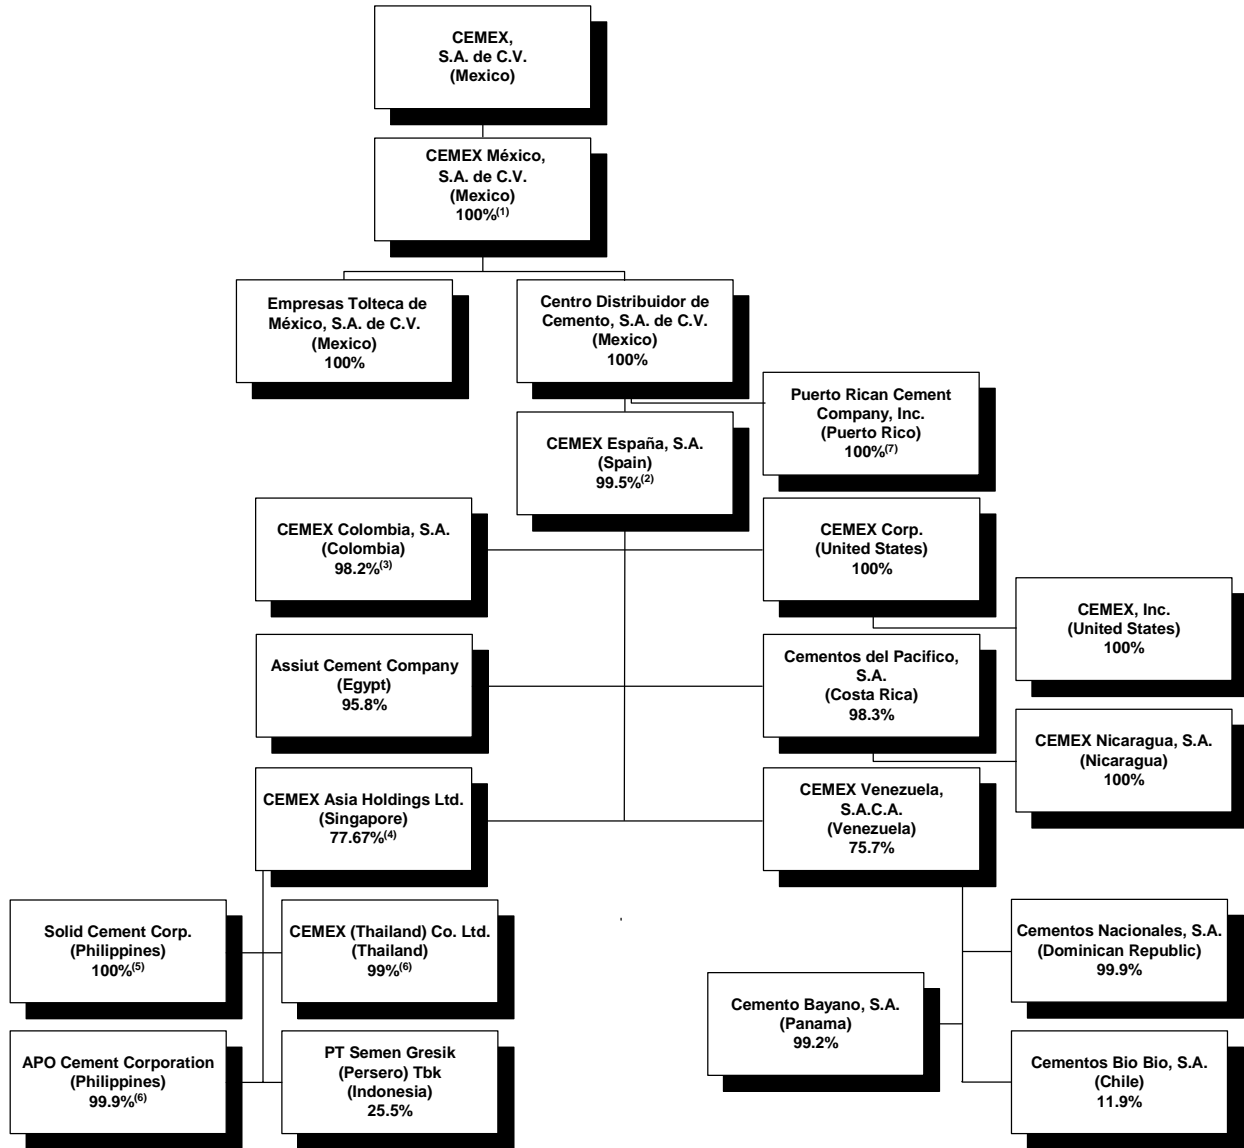 CEMEX,
S.A. de C.V.
(Mexico)
CEMEX México,
S.A. de C.V.
(Mexico)
100%(1)
Empresas Tolteca de
México, S.A. de C.V.
(Mexico)
100%
Centro Distribuidor de
Cemento, S.A. de C.V.
(Mexico)
100%
Puerto Rican Cement
Company, Inc.
(Puerto Rico)
100%(7)
CEMEX España, S.A.
(Spain)
99.5%(2)
CEMEX Colombia, S.A.
(Colombia)
98.2%(3)
CEMEX Corp.
(United States)
100%
CEMEX, Inc.
(United States)
100%
Assiut Cement Company
(Egypt)
95.8%
Cementos del Pacifico,
S.A.
(Costa Rica)
98.3%
CEMEX Nicaragua, S.A.
(Nicaragua)
100%
CEMEX Asia Holdings Ltd.
(Singapore)
77.67%(4)
CEMEX Venezuela,
S.A.C.A.
(Venezuela)
75.7%
Solid Cement Corp.
(Philippines)
100%(5)
CEMEX (Thailand) Co. Ltd.
(Thailand)
99%(6)
Cementos Nacionales, S.A.
(Dominican Republic)
99.9%
Cemento Bayano, S.A.
(Panama)
99.2%
APO Cement Corporation
(Philippines)
99.9%(6)
PT Semen Gresik
(Persero) Tbk
(Indonesia)
25.5%
Cementos Bio Bio, S.A.
(Chile)
11.9%